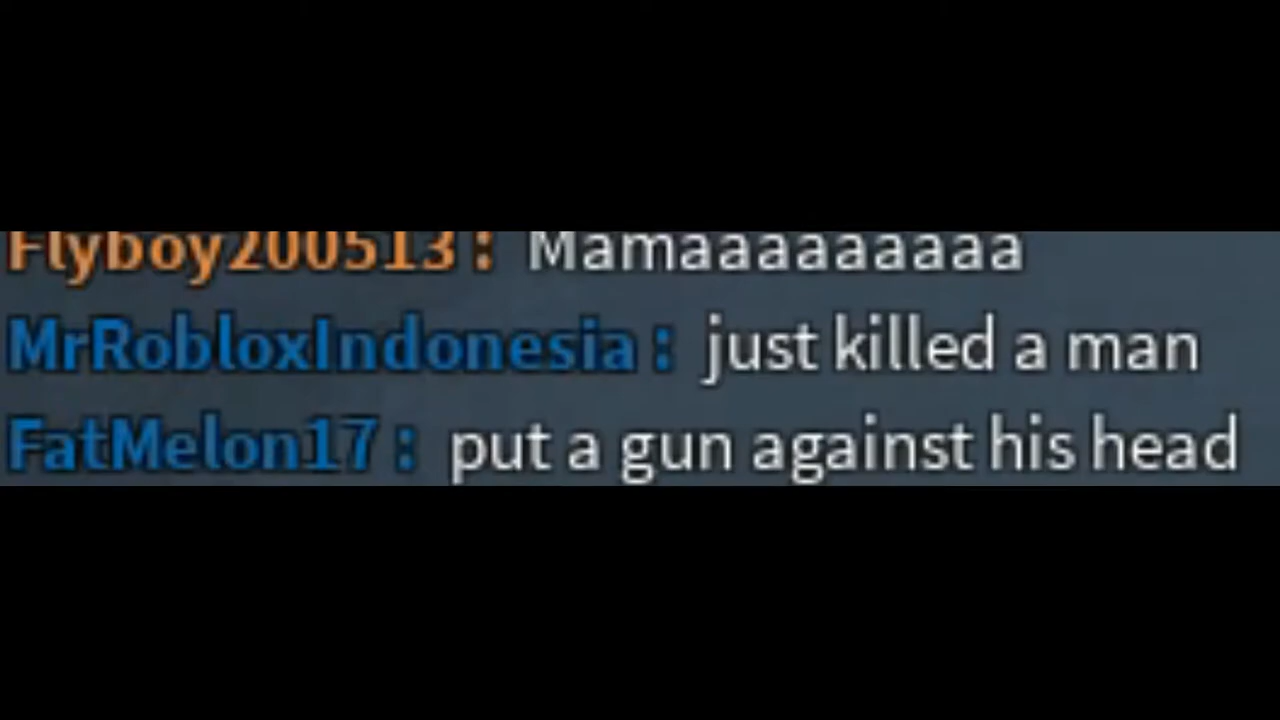 Flyboy200513 : Mamaaaaaaaaaa
MrRobloxIndonesia : just killed a man
FatMelon17 : put a gun against his head